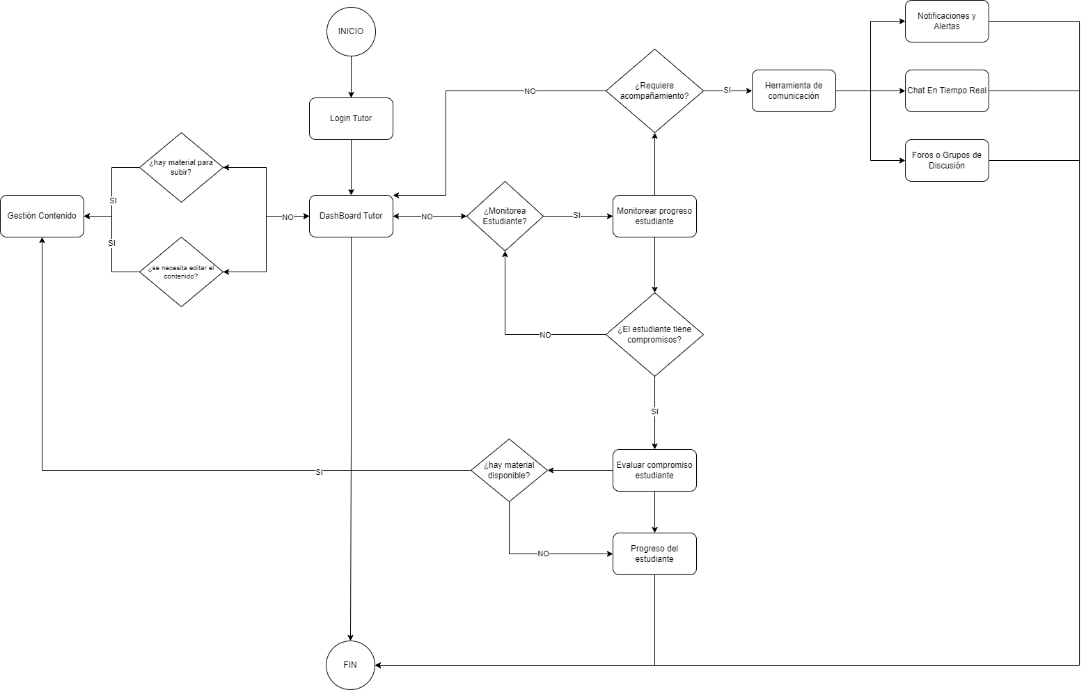 INICIO
Login Tutor
DashBoard Tutor
¿hay material para
subir?
SI
Gestión Contenido
SI
¿se necesita editar el
contenido?
NO
NO
¿Monitorea
Estudiante?
SI
Monitorear progreso
estudiante
NO
¿Requiere
acompañamiento?
SI
Herramienta de
comunicación
Notificaciones y
Alertas
Chat En Tiempo Real
Foros o Grupos de
Discusión
¿El estudiante tiene
compromisos?
NO
SI
Evaluar compromiso
estudiante
¿hay material
disponible?
SI
NO
Progreso del
estudiante
FIN